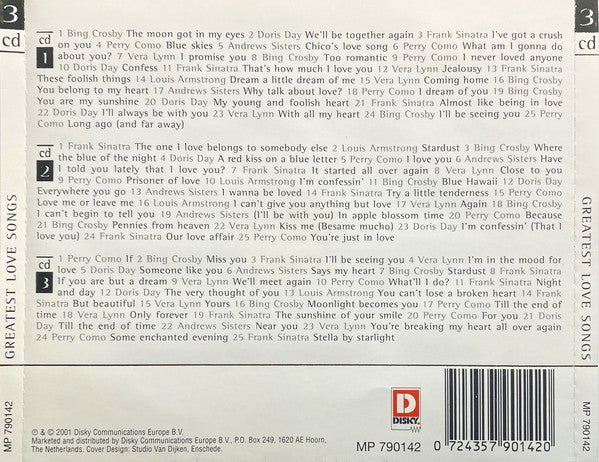 3
cd
GREATEST LOVE SONGS
MP 790142
cd
1
1 Bing Crosby The moon got in my eyes 2 Doris Day We'll be together again 3 Frank Sinatra I've got a crush
on you 4 Perry Como Blue skies 5 Andrews Sisters Chico's love song 6 Perry Como What am I gonna do
about you? 7 Vera Lynn I promise you 8 Bing Crosby Too romantic 9 Perry Como I never loved anyone
10 Doris Day Confess 11 Frank Sinatra That's how much I love you 12 Vera Lynn Jealousy 13 Frank Sinatra
These foolish things 14 Louis Armstrong Dream a little dream of me 15 Vera Lynn Coming home 16 Bing Crosby
You belong to my heart 17 Andrews Sisters Why talk about love? 18 Perry Como I dream of you 19 Bing Crosby
You are my sunshine 20 Doris Day My young and foolish heart 21 Frank Sinatra Almost like being in love
22 Doris Day I'll always be with you 23 Vera Lynn With all my heart 24 Bing Crosby I'll be seeing you 25 Perry
Como Long ago (and far away)
cd
2
1 Frank Sinatra The one I love belongs to somebody else 2 Louis Armstrong Stardust 3 Bing Crosby Where
the blue of the night 4 Doris Day A red kiss on a blue letter 5 Perry Como I love you 6 Andrews Sisters Have
I told you lately that I love you? 7 Frank Sinatra It started all over again 8 Vera Lynn Close to you
9 Perry Como Prisoner of love 10 Louis Armstrong I'm confessin' 11 Bing Crosby Blue Hawaii 12 Doris Day
Everywhere you go 13 Andrews Sisters I wanna be loved 14 Frank Sinatra Try a little tenderness 15 Perry Como
Love me or leave me 16 Louis Armstrong I can't give you anything but love 17 Vera Lynn Again 18 Bing Crosby
I can't begin to tell you 19 Andrews Sisters (I'll be with you) In apple blossom time 20 Perry Como Because
21 Bing Crosby Pennies from heaven 22 Vera Lynn Kiss me (Besame mucho) 23 Doris Day I'm confessin' (That
I love you) 24 Frank Sinatra Our love affair 25 Perry Como You're just in love
cd
3
1 Perry Como If 2 Bing Crosby Miss you 3 Frank Sinatra I'll be seeing you 4 Vera Lynn I'm in the mood for
love 5 Doris Day Someone like you 6 Andrews Sisters Says my heart 7 Bing Crosby Stardust 8 Frank Sinatra
If you are but a dream 9 Vera Lynn We'll meet again 10 Perry Como What'll I do? 11 Frank Sinatra Night
and day 12 Doris Day The very thought of you 13 Louis Armstrong You can't lose a broken heart 14 Frank
Sinatra But beautiful 15 Vera Lynn Yours 16 Bing Crosby Moonlight becomes you 17 Perry Como Till the end of
time 18 Vera Lynn Only forever 19 Frank Sinatra The sunshine of your smile 20 Perry Como For you 21 Doris
Day Till the end of time 22 Andrews Sisters Near you 23 Vera Lynn You're breaking my heart all over again
24 Perry Como Some enchanted evening 25 Frank Sinatra Stella by starlight
℗ & © 2001 Disky Communications Europe B.V.
Marketed and distributed by Disky Communications Europe B.V. P.O. Box 249, 1620 AE Hoorn,
The Netherlands. Cover Design: Studio Van Dijken, Enschede.
D
DISKY
MP 790142
0 724357 901420
3
cd
GREATEST LOVE SONGS
MP 790142